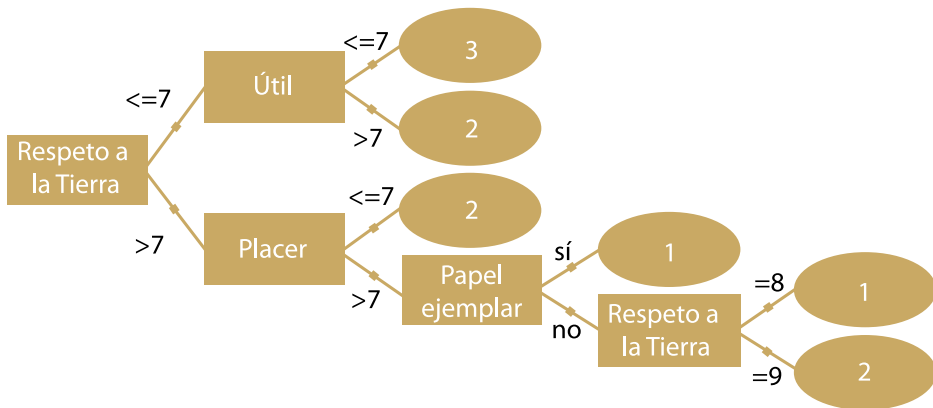 <=7
3
Útil
<=7
>7
2
Respeto a
la Tierra
<=7
2
>7
Placer
sí
1
>7
Papel
ejemplar
=8
1
no
Respeto a
la Tierra
=9
2